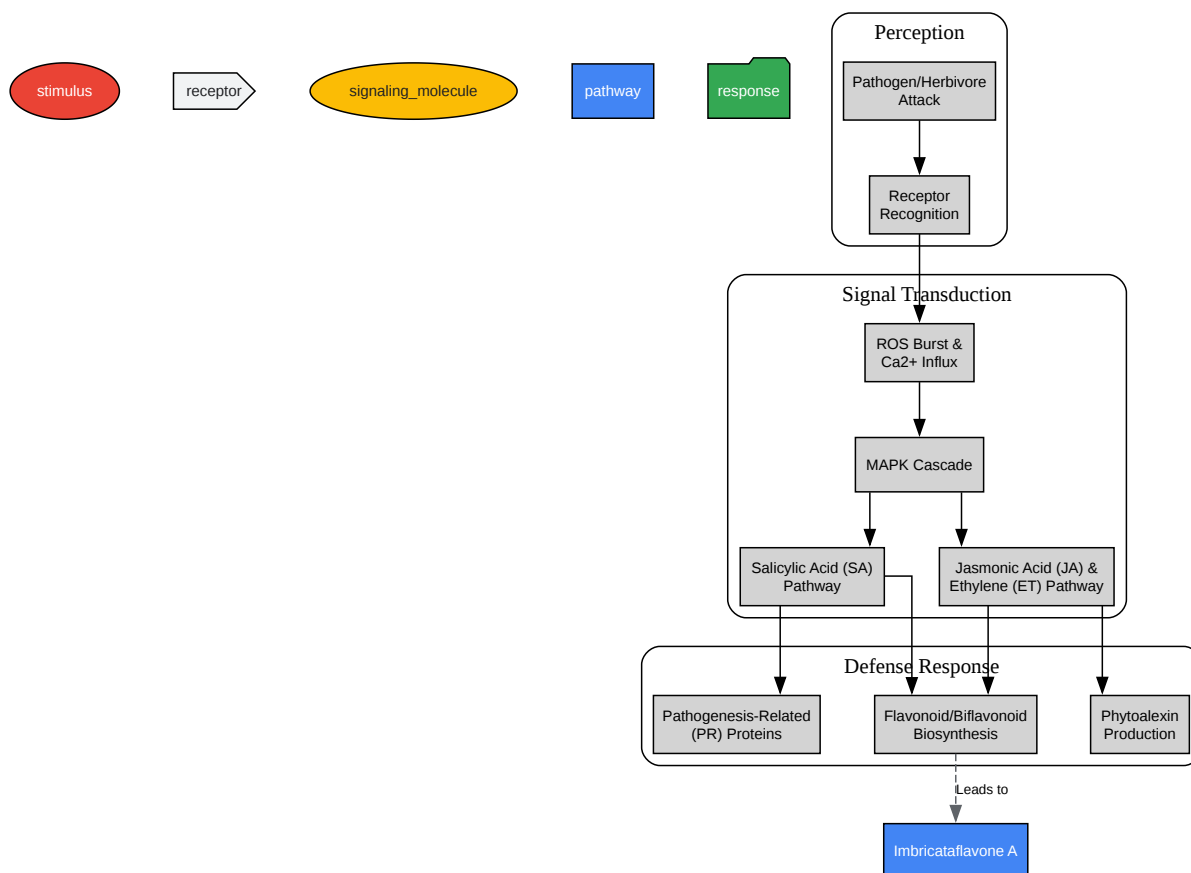 stimulus
receptor
signaling_molecule
pathway
response
Perception
Pathogen/Herbivore
Attack
Receptor
Recognition
Signal Transduction
ROS Burst &
Ca2+ Influx
MAPK Cascade
Salicylic Acid (SA)
Pathway
Jasmonic Acid (JA) &
Ethylene (ET) Pathway
Defense Response
Pathogenesis-Related
(PR) Proteins
Flavonoid/Biflavonoid
Biosynthesis
Phytoalexin
Production
Leads to
Imbricataflavone A